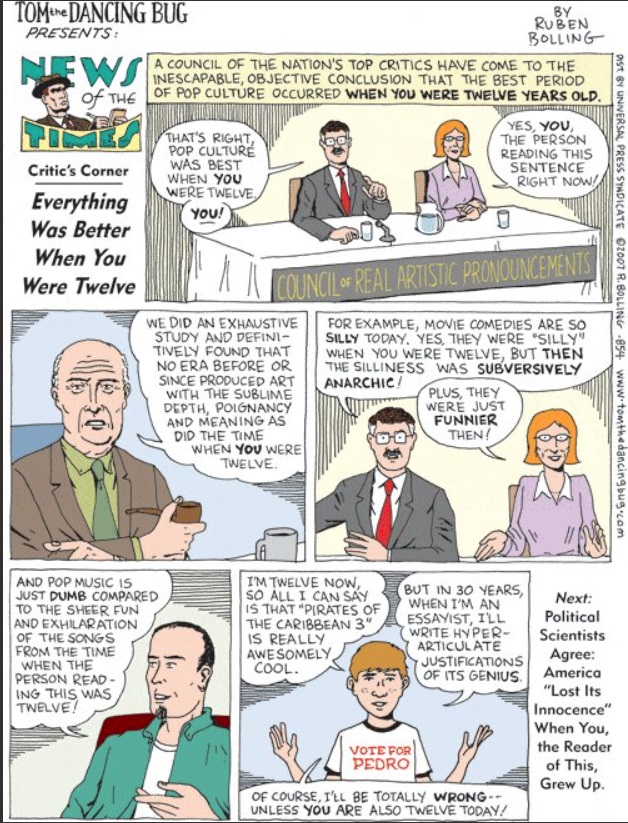 TOM the DANCING BUG
PRESENTS:
BY
RUBEN
BOLLING
NEWS
OF THE
TIMES
Critic's Corner
Everything
Was Better
When You
Were Twelve
A COUNCIL OF THE NATION'S TOP CRITICS HAVE COME TO THE
INESCAPABLE, OBJECTIVE CONCLUSION THAT THE BEST PERIOD
OF POP CULTURE OCCURRED WHEN YOU WERE TWELVE YEARS OLD.
THAT'S RIGHT,
POP CULTURE
WAS BEST
WHEN YOU
WERE TWELVE.
YOU!
YES, YOU,
THE PERSON
READING THIS
SENTENCE
RIGHT NOW!
COUNCIL OF REAL ARTISTIC PRONOUNCEMENTS
DIST. BY UNIVERSAL PRESS SYNDICATE ©2007 R. BOLLING -854 www.tomthedancingbug.com
WE DID AN EXHAUSTIVE
STUDY AND DEFINI-
TIVELY FOUND THAT
NO ERA BEFORE OR
SINCE PRODUCED ART
WITH THE SUBLIME
DEPTH, POIGNANCY
AND MEANING AS
DID THE TIME
WHEN YOU WERE
TWELVE.
FOR EXAMPLE, MOVIE COMEDIES ARE SO
SILLY TODAY. YES, THEY WERE "SILLY"
WHEN YOU WERE TWELVE, BUT THEN
THE SILLINESS WAS SUBVERSIVELY
ANARCHIC!
PLUS, THEY
WERE JUST
FUNNIER
THEN!
AND POP MUSIC IS
JUST DUMB COMPARED
TO THE SHEER FUN
AND EXHILARATION
OF THE SONGS
FROM THE TIME
WHEN THE
PERSON READ-
ING THIS WAS
TWELVE!
I'M TWELVE NOW,
SO ALL I CAN SAY
IS THAT "PIRATES OF
THE CARIBBEAN 3"
IS REALLY
AWESOMELY
COOL.
BUT IN 30 YEARS,
WHEN I'M AN
ESSAYIST, I'LL
WRITE HYPER-
ARTICULATE
JUSTIFICATIONS
OF ITS GENIUS.
VOTE FOR
PEDRO
OF COURSE, I'LL BE TOTALLY WRONG--
UNLESS YOU ARE ALSO TWELVE TODAY!
Next:
Political
Scientists
Agree:
America
"Lost Its
Innocence"
When You,
the Reader
of This,
Grew Up.